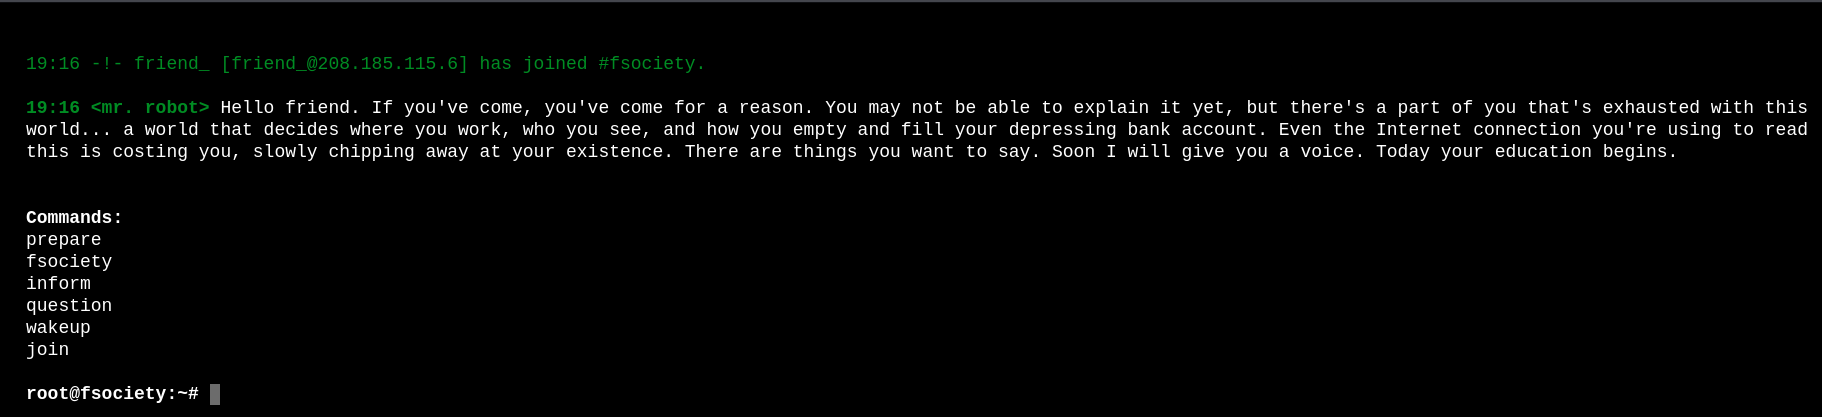 19:16 -!- friend_ [friend_@208.185.115.6] has joined #fsociety.
19:16 <mr. robot> Hello friend. If you've come, you've come for a reason. You may not be able to explain it yet, but there's a part of you that's exhausted with this
world... a world that decides where you work, who you see, and how you empty and fill your depressing bank account. Even the Internet connection you're using to read
this is costing you, slowly chipping away at your existence. There are things you want to say. Soon I will give you a voice. Today your education begins.
Commands:
prepare
fsociety
inform
question
wakeup
join
root@fsociety:~#